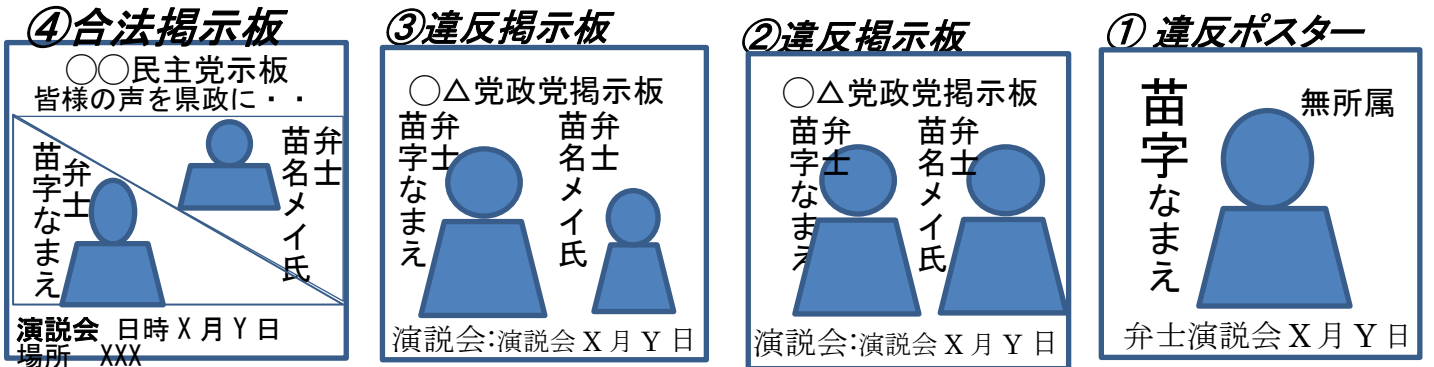 ④合法掲示板
◯◯民主党示板
皆様の声を県政に・・
弁士
苗名メイ氏
弁士
苗字なまえ
演説会 日時X月Y日
場所 XXX
③違反掲示板
◯△党政党掲示板
弁士
苗名メイ氏
弁士
苗字なまえ
演説会:演説会X月Y日
②違反掲示板
◯△党政党掲示板
弁士
苗名メイ氏
弁士
苗字なまえ
演説会:演説会X月Y日
① 違反ポスター
無所属
苗字なまえ
弁士演説会X月Y日